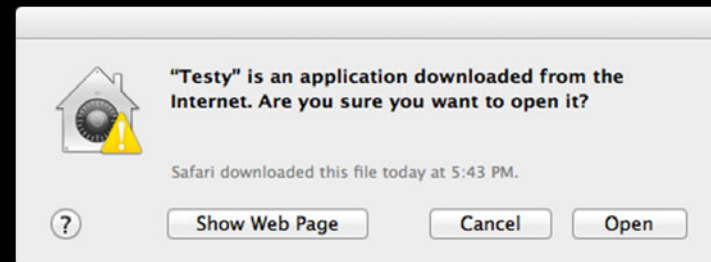 “Testy” is an application downloaded from the
Internet. Are you sure you want to open it?
Safari downloaded this file today at 5:43 PM.
?
Show Web Page
Cancel
Open